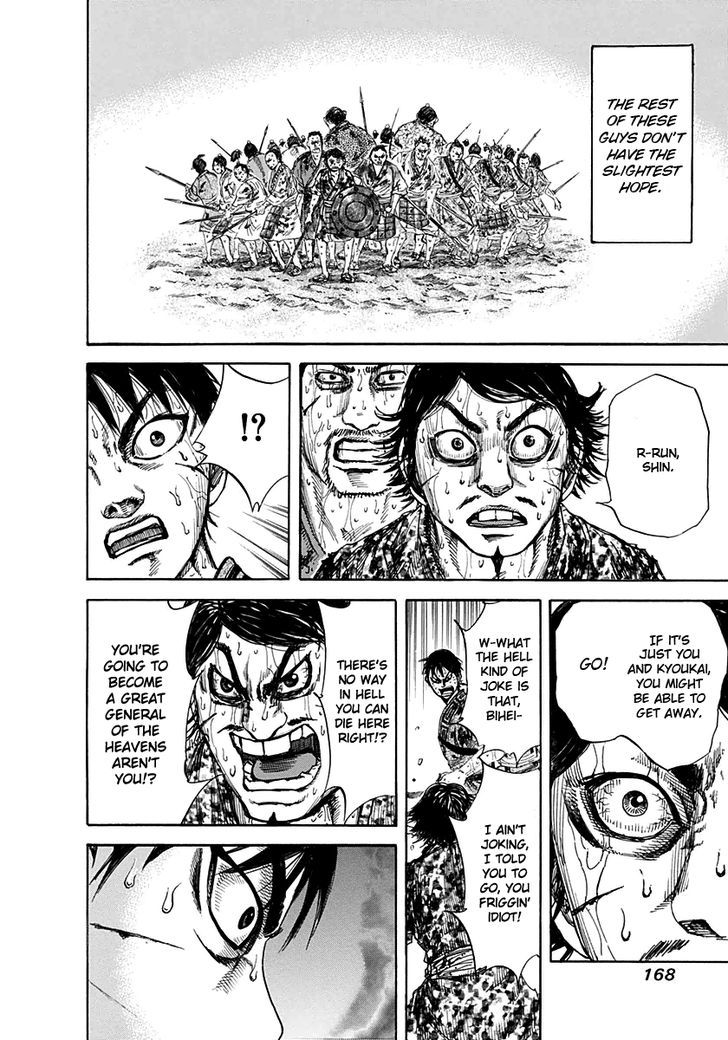 THE REST
OF THESE
GUYS DON'T
HAVE THE
SLIGHTEST
HOPE.
R-RUN,
SHIN.
!?
IF IT'S
JUST YOU
AND KYOUKAI,
YOU MIGHT
BE ABLE TO
GET AWAY.
GO!
W-WHAT
THE HELL
KIND OF
JOKE IS
THAT,
BIHEI-
I AIN'T
JOKING,
I TOLD
YOU TO
GO, YOU
FRIGGIN'
IDIOT!
THERE'S
NO WAY
IN HELL
YOU CAN
DIE HERE
RIGHT!?
YOU'RE
GOING TO
BECOME
A GREAT
GENERAL
OF THE
HEAVENS
AREN'T
YOU!?
168